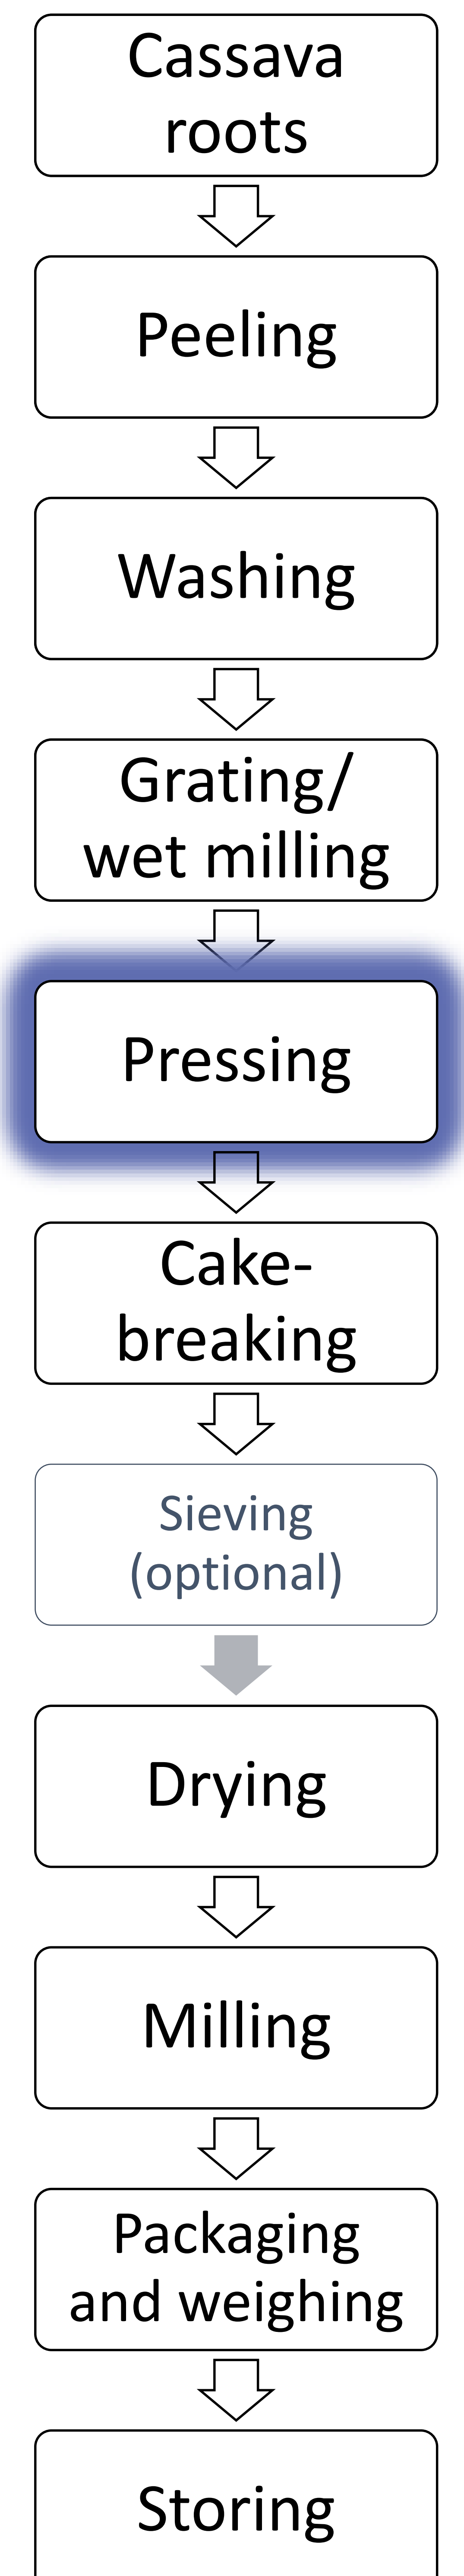 Cassava
roots
Peeling
Washing
Grating/
wet milling
Pressing
Cake-
breaking
Sieving
(optional)
Drying
Milling
Packaging
and weighing
Storing